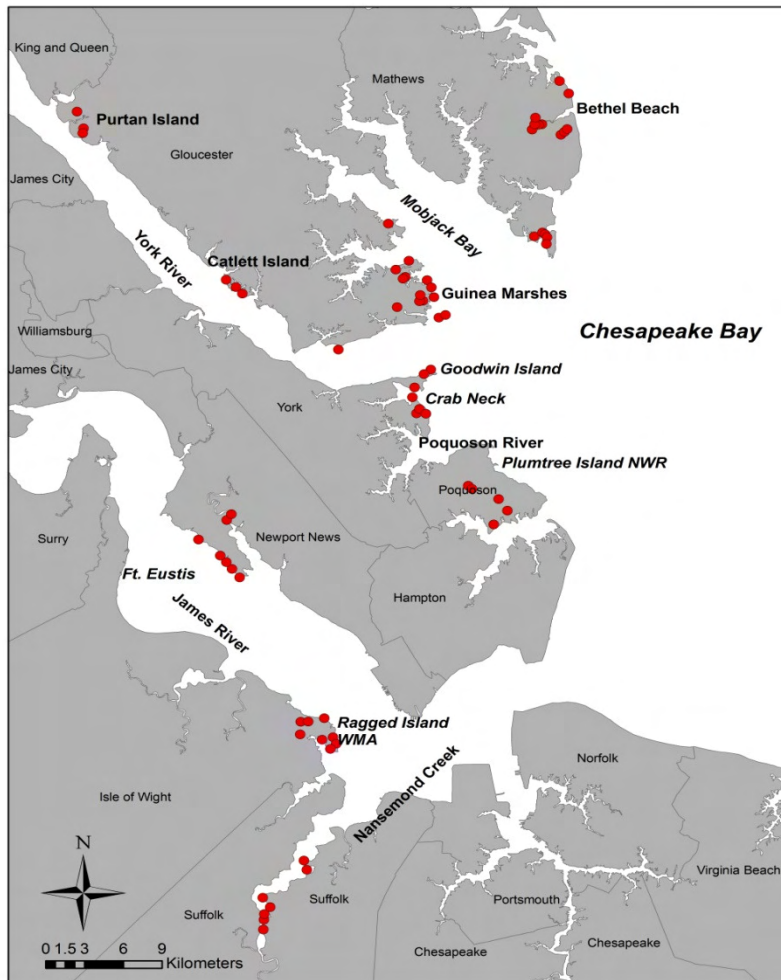 King and Queen
Mathews
Bethel Beach
Purtan Island
Gloucester
James City
Mobjack Bay
York River
Catlett Island
Guinea Marshes
Williamsburg
Chesapeake Bay
James City
Goodwin Island
Crab Neck
York
Poquoson River
Plumtree Island NWR
Poquoson
Surry
Newport News
Ft. Eustis
Hampton
James River
Ragged Island
WMA
Nansemond Creek
Norfolk
Isle of Wight
Virginia Beach
N
Suffolk
Portsmouth
Suffolk
Chesapeake
Chesapeake
0 1.5 3 6 9
Kilometers